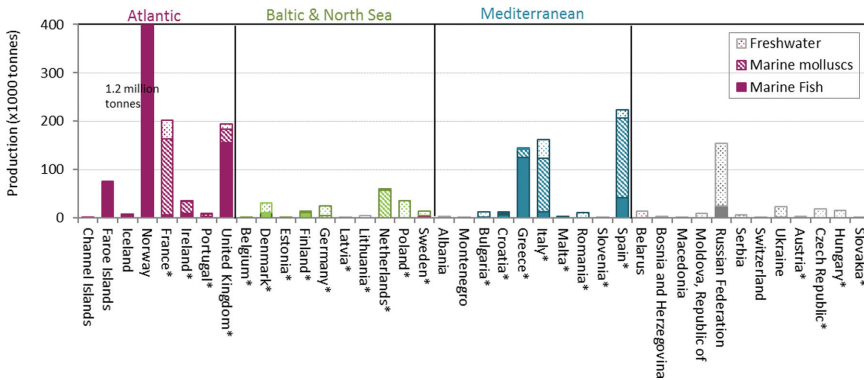 Atlantic
Baltic & North Sea
Mediterranean
Production (x1000 tonnes)
400
300
200
100
0
1.2 million
tonnes
Freshwater
Marine molluscs
Marine Fish
Channel Islands
Faroe Islands
Iceland
Norway
France*
Ireland*
Portugal*
United Kingdom*
Belgium*
Denmark*
Estonia*
Finland*
Germany*
Latvia*
Lithuania*
Netherlands*
Poland*
Sweden*
Albania
Montenegro
Bulgaria*
Croatia*
Greece*
Italy*
Malta*
Romania*
Slovenia*
Spain*
Belarus
Bosnia and Herzegovina
Macedonia
Moldova, Republic of
Russian Federation
Serbia
Switzerland
Ukraine
Austria*
Czech Republic*
Hungary*
Slovakia*